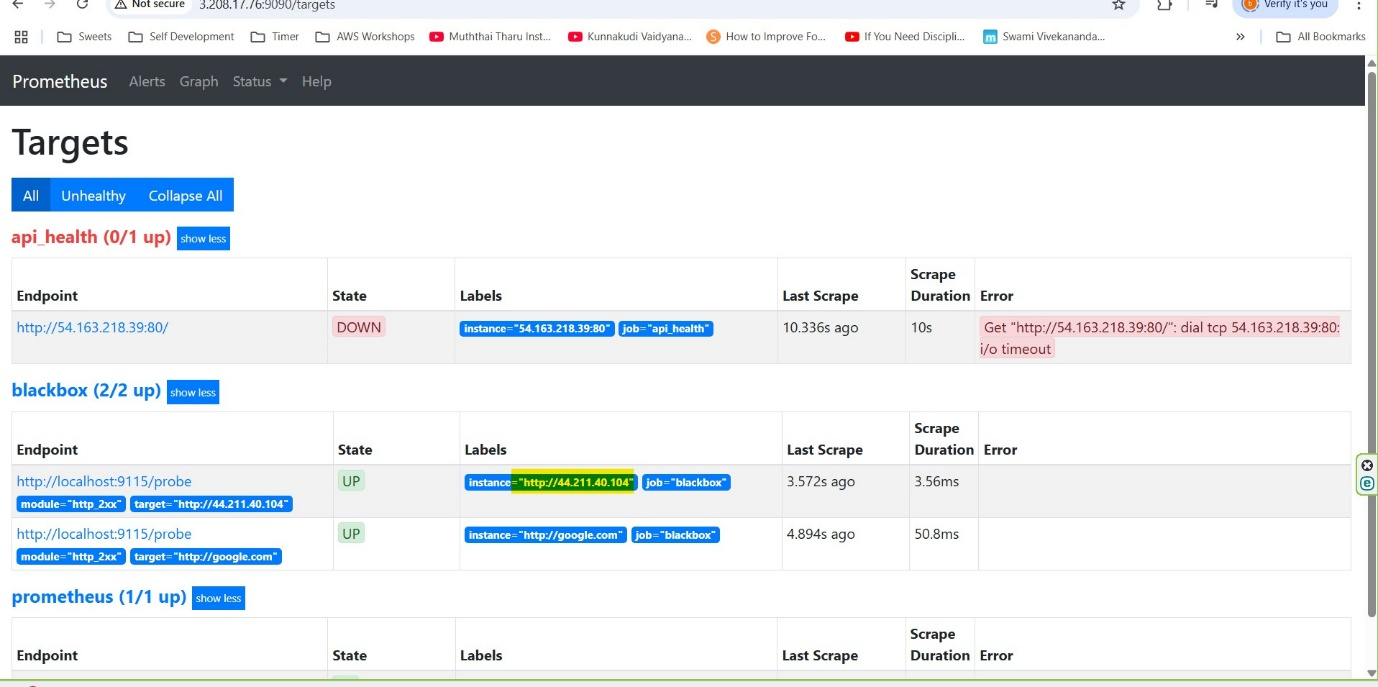 Not secure 3.208.17.76:9090/targets Verify it's you
Sweets Self Development Timer AWS Workshops Muththai Tharu Inst... Kunnakudi Vaidyana... How to Improve Fo... If You Need Discipli... Swami Vivekananda... » All Bookmarks
Prometheus Alerts Graph Status Help
Targets
All Unhealthy Collapse All
api_health (0/1 up) show less
Endpoint State Labels Last Scrape Scrape Duration Error
http://54.163.218.39:80/ DOWN instance="54.163.218.39:80" job="api_health" 10.336s ago 10s Get "http://54.163.218.39:80/": dial tcp 54.163.218.39:80:
i/o timeout
blackbox (2/2 up) show less
Endpoint State Labels Last Scrape Scrape Duration Error
http://localhost:9115/probe UP instance="http://44.211.40.104" job="blackbox" 3.572s ago 3.56ms
module="http_2xx" target="http://44.211.40.104"
http://localhost:9115/probe UP instance="http://google.com" job="blackbox" 4.894s ago 50.8ms
module="http_2xx" target="http://google.com"
prometheus (1/1 up) show less
Endpoint State Labels Last Scrape Scrape Duration Error